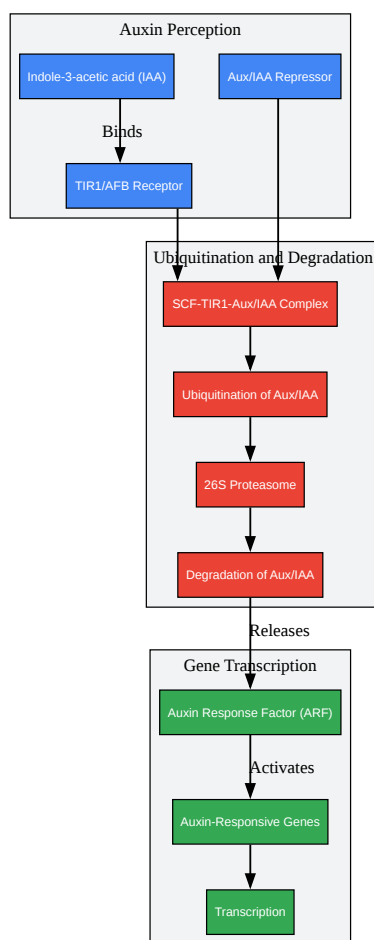 Auxin Perception
Indole-3-acetic acid (IAA)
Aux/IAA Repressor
Binds
TIR1/AFB Receptor
Ubiquitination and Degradation
SCF-TIR1-Aux/IAA Complex
Ubiquitination of Aux/IAA
26S Proteasome
Degradation of Aux/IAA
Releases
Gene Transcription
Auxin Response Factor (ARF)
Activates
Auxin-Responsive Genes
Transcription